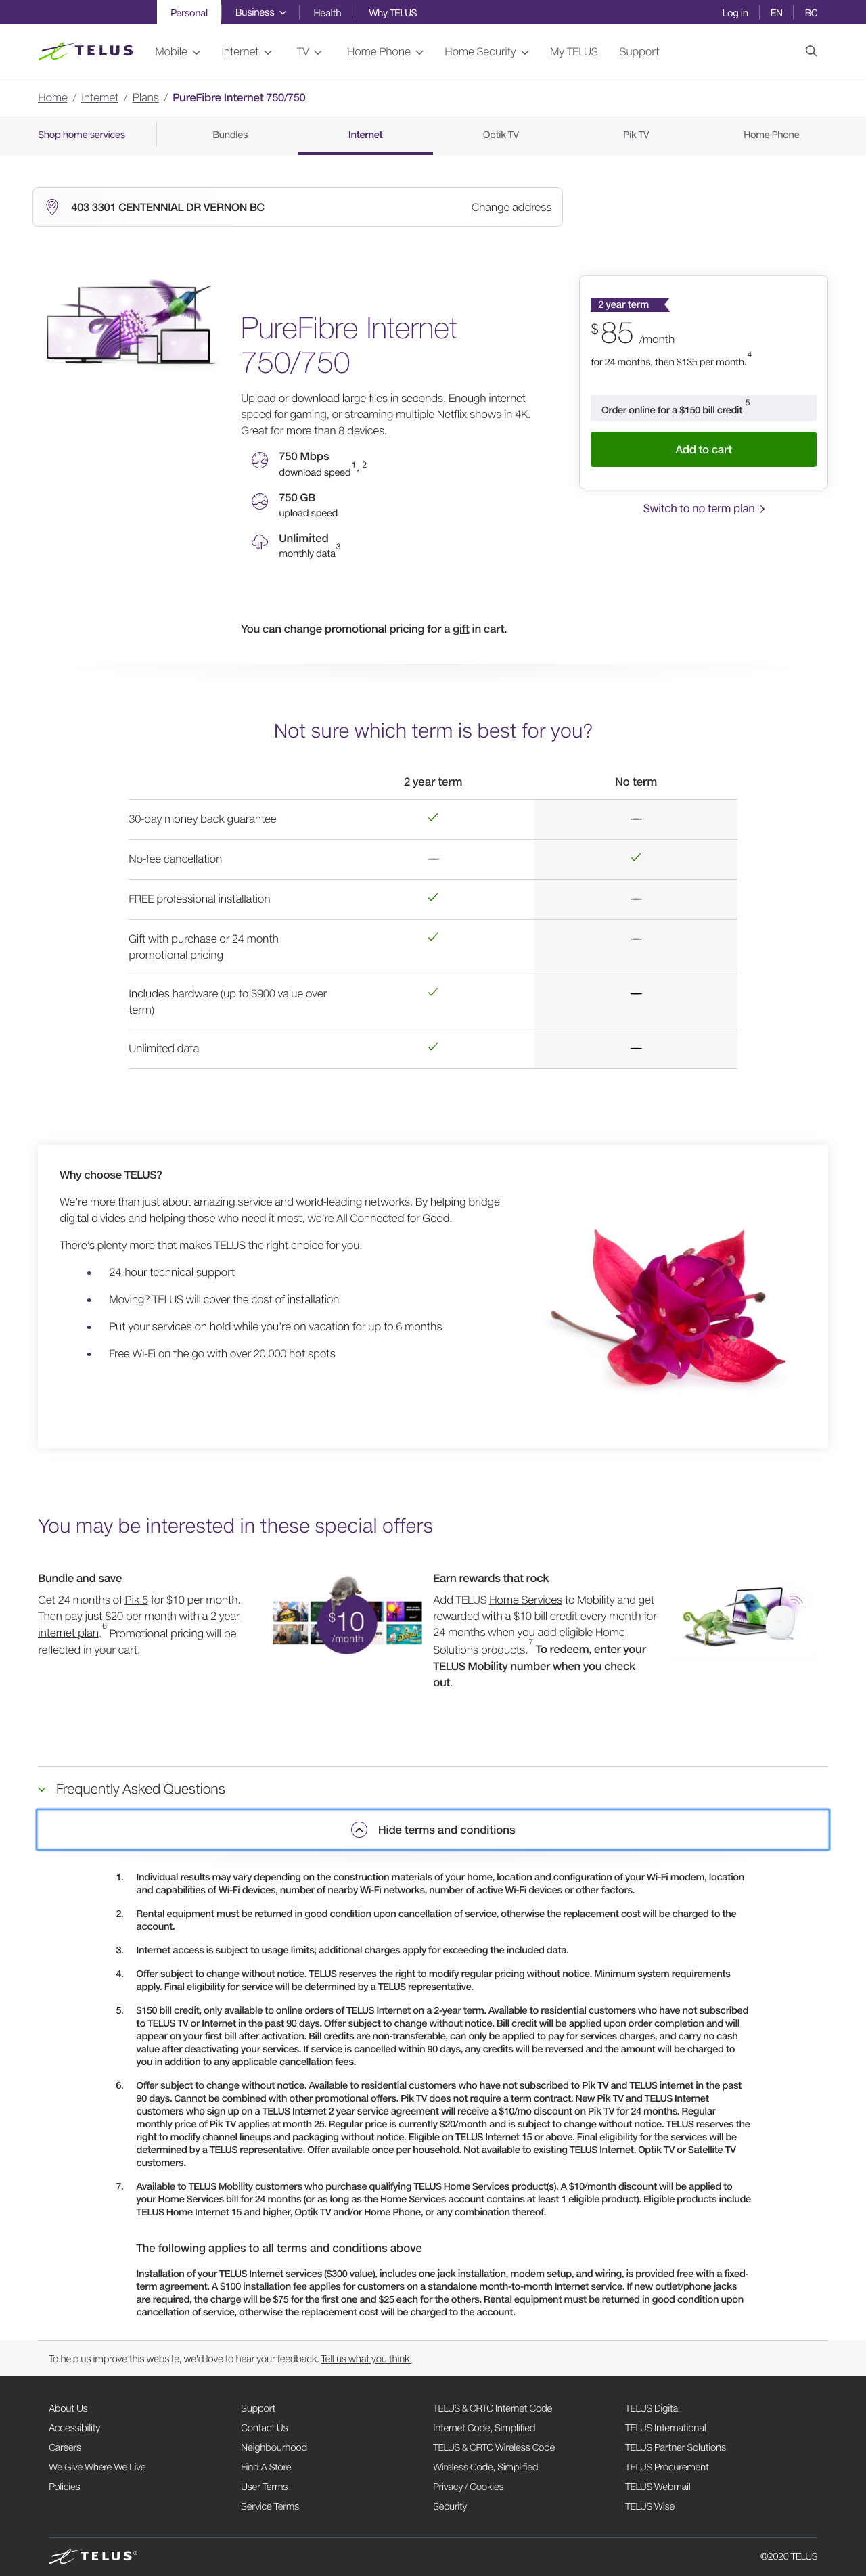 Personal Business Health Why TELUS Log in EN BC
TELUS Mobile Internet TV Home Phone Home Security My TELUS Support
Home / Internet / Plans / PureFibre Internet 750/750
Shop home services Bundles Internet Optik TV Pik TV Home Phone
403 3301 CENTENNIAL DR VERNON BC Change address
PureFibre Internet
750/750
Upload or download large files in seconds. Enough internet
speed for gaming, or streaming multiple Netflix shows in 4K.
Great for more than 8 devices.
750 Mbps
download speed 1, 2
750 GB
upload speed
Unlimited
monthly data 3
You can change promotional pricing for a gift in cart.
2 year term
$85 /month
for 24 months, then $135 per month. 4
Order online for a $150 bill credit 5
Add to cart
Switch to no term plan
Not sure which term is best for you?
2 year term No term
30-day money back guarantee
No-fee cancellation
FREE professional installation
Gift with purchase or 24 month
promotional pricing
Includes hardware (up to $900 value over
term)
Unlimited data
Why choose TELUS?
We're more than just about amazing service and world-leading networks. By helping bridge
digital divides and helping those who need it most, we're All Connected for Good.
There's plenty more that makes TELUS the right choice for you.
• 24-hour technical support
• Moving? TELUS will cover the cost of installation
• Put your services on hold while you're on vacation for up to 6 months
• Free Wi-Fi on the go with over 20,000 hot spots
You may be interested in these special offers
Bundle and save
Get 24 months of Pik 5 for $10 per month.
Then pay just $20 per month with a 2 year
internet plan. 6 Promotional pricing will be
reflected in your cart.
$10
/month
Earn rewards that rock
Add TELUS Home Services to Mobility and get
rewarded with a $10 bill credit every month for
24 months when you add eligible Home
Solutions products. 7 To redeem, enter your
TELUS Mobility number when you check
out.
Frequently Asked Questions
Hide terms and conditions
1. Individual results may vary depending on the construction materials of your home, location and configuration of your Wi-Fi modem, location
and capabilities of Wi-Fi devices, number of nearby Wi-Fi networks, number of active Wi-Fi devices or other factors.
2. Rental equipment must be returned in good condition upon cancellation of service, otherwise the replacement cost will be charged to the
account.
3. Internet access is subject to usage limits; additional charges apply for exceeding the included data.
4. Offer subject to change without notice. TELUS reserves the right to modify regular pricing without notice. Minimum system requirements
apply. Final eligibility for service will be determined by a TELUS representative.
5. $150 bill credit, only available to online orders of TELUS Internet on a 2-year term. Available to residential customers who have not subscribed
to TELUS TV or Internet in the past 90 days. Offer subject to change without notice. Bill credit will be applied upon order completion and will
appear on your first bill after activation. Bill credits are non-transferable, can only be applied to pay for services charges, and carry no cash
value after deactivating your services. If service is cancelled within 90 days, any credits will be reversed and the amount will be charged to
you in addition to any applicable cancellation fees.
6. Offer subject to change without notice. Available to residential customers who have not subscribed to Pik TV and TELUS internet in the past
90 days. Cannot be combined with other promotional offers. Pik TV does not require a term contract. New Pik TV and TELUS Internet
customers who sign up on a TELUS Internet 2 year service agreement will receive a $10/mo discount on Pik TV for 24 months. Regular
monthly price of Pik TV applies at month 25. Regular price is currently $20/month and is subject to change without notice. TELUS reserves the
right to modify channel lineups and packaging without notice. Eligible on TELUS Internet 15 or above. Final eligibility for the services will be
determined by a TELUS representative. Offer available once per household. Not available to existing TELUS Internet, Optik TV or Satellite TV
customers.
7. Available to TELUS Mobility customers who purchase qualifying TELUS Home Services product(s). A $10/month discount will be applied to
your Home Services bill for 24 months (or as long as the Home Services account contains at least 1 eligible product). Eligible products include
TELUS Home Internet 15 and higher, Optik TV and/or Home Phone, or any combination thereof.
The following applies to all terms and conditions above
Installation of your TELUS Internet services ($300 value), includes one jack installation, modem setup, and wiring, is provided free with a fixed-
term agreement. A $100 installation fee applies for customers on a standalone month-to-month Internet service. If new outlet/phone jacks
are required, the charge will be $75 for the first one and $25 each for the others. Rental equipment must be returned in good condition upon
cancellation of service, otherwise the replacement cost will be charged to the account.
To help us improve this website, we'd love to hear your feedback. Tell us what you think.
About Us Support TELUS & CRTC Internet Code TELUS Digital
Accessibility Contact Us Internet Code, Simplified TELUS International
Careers Neighbourhood TELUS & CRTC Wireless Code TELUS Partner Solutions
We Give Where We Live Find A Store Wireless Code, Simplified TELUS Procurement
Policies User Terms Privacy / Cookies TELUS Webmail
Service Terms Security TELUS Wise
TELUS® ©2020 TELUS